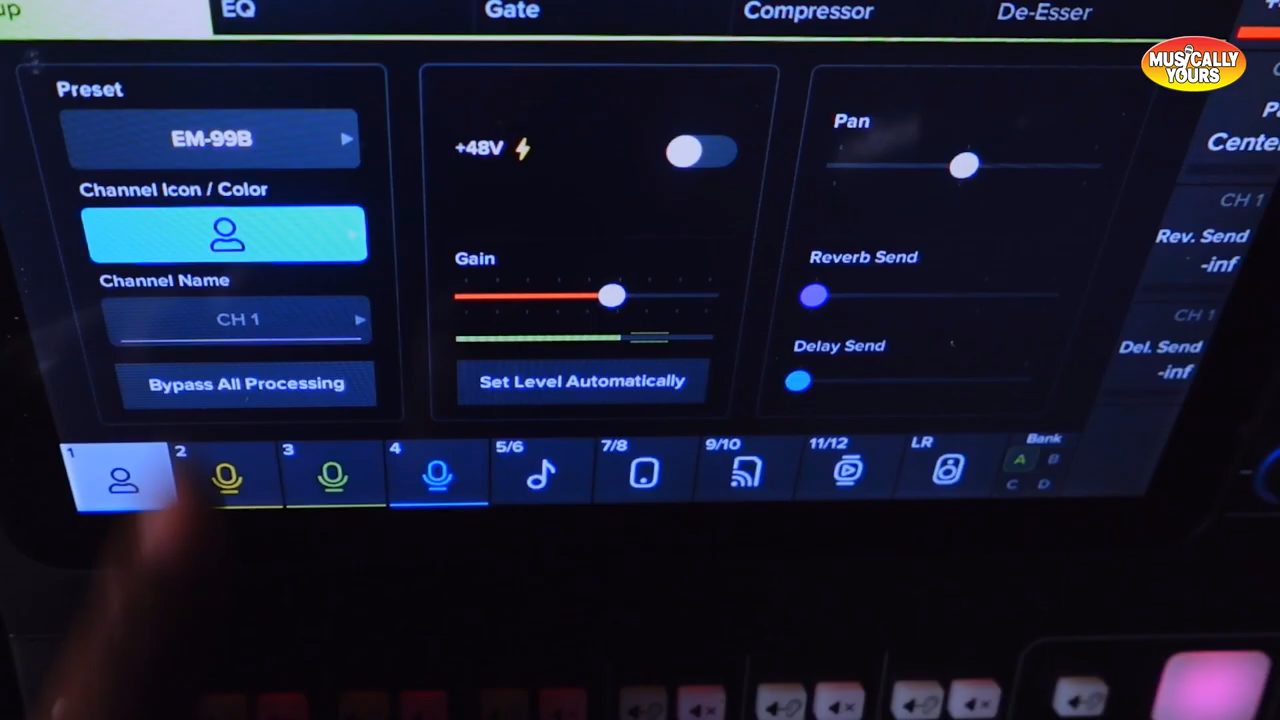 up
EQ
Gate
Compressor
De-Esser
MUSICALLY
YOURS
Preset
EM-99B
Channel Icon / Color
Channel Name
CH 1
Bypass All Processing
+48V
Gain
Set Level Automatically
Pan
Reverb Send
Delay Send
Cente
CH 1
Rev. Send
-inf
CH 1
Del. Send
-inf
1
2
3
4
5/6
7/8
9/10
11/12
LR
Bank
A B
C D